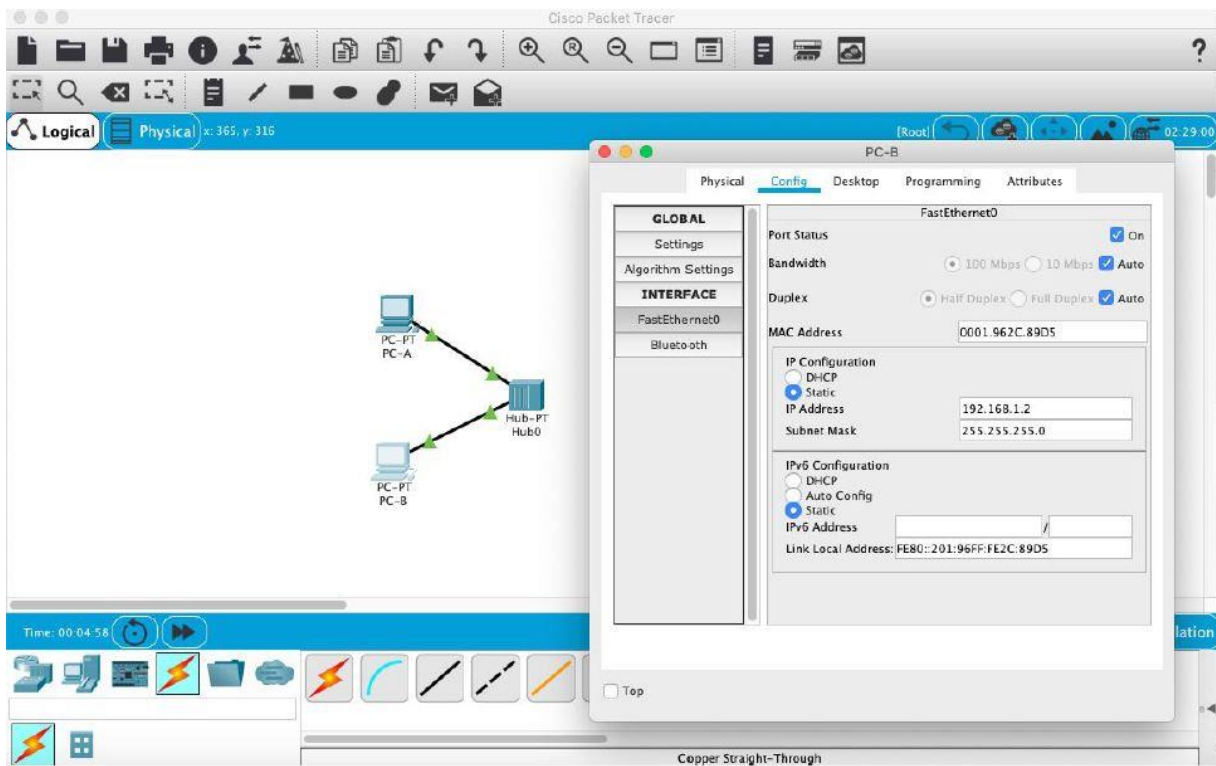 Cisco Packet Tracer
?
Logical
Physical
x: 365, y: 316
[Root]
02:29:00
PC-B
Physical Config Desktop Programming Attributes
GLOBAL
Settings
Algorithm Settings
INTERFACE
FastEthernet0
Bluetooth
FastEthernet0
Port Status On
Bandwidth 100 Mbps 10 Mbps Auto
Duplex Half Duplex Full Duplex Auto
MAC Address 0001.962C.89D5
IP Configuration
DHCP
Static
IP Address 192.168.1.2
Subnet Mask 255.255.255.0
IPv6 Configuration
DHCP
Auto Config
Static
IPv6 Address /
Link Local Address: FE80::201:96FF:FE2C:89D5
Top
PC-PT
PC-A
Hub-PT
Hub0
PC-PT
PC-B
Time: 00:04:58
lation
Copper Straight-Through